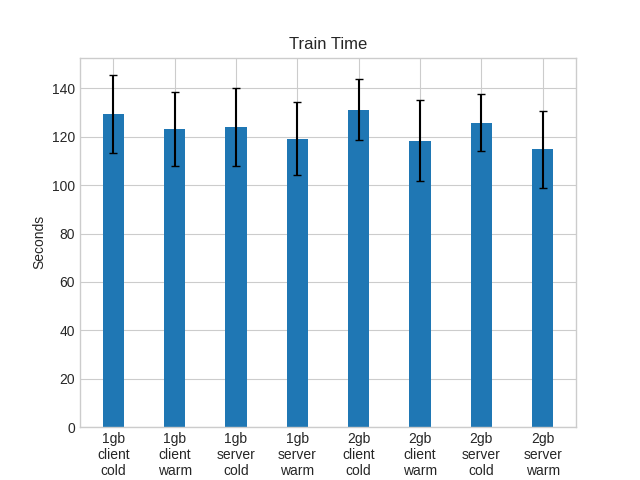 Train Time
Seconds
140
120
100
80
60
40
20
0
1gb client cold
1gb client warm
1gb server cold
1gb server warm
2gb client cold
2gb client warm
2gb server cold
2gb server warm